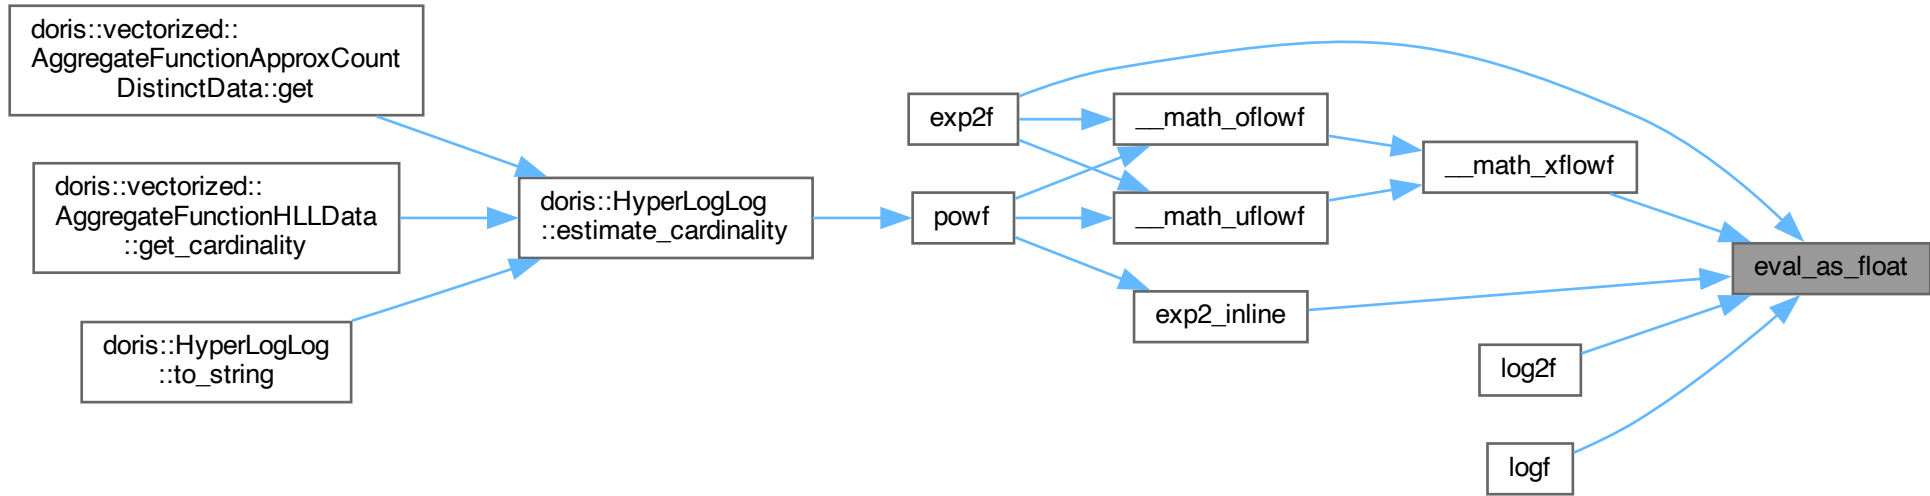 doris::vectorized::
AggregateFunctionApproxCount
DistinctData::get
doris::vectorized::
AggregateFunctionHLLData
::get_cardinality
doris::HyperLogLog
::to_string
doris::HyperLogLog
::estimate_cardinality
exp2f
powf
__math_oflowf
__math_uflowf
exp2_inline
__math_xflowf
log2f
logf
eval_as_float